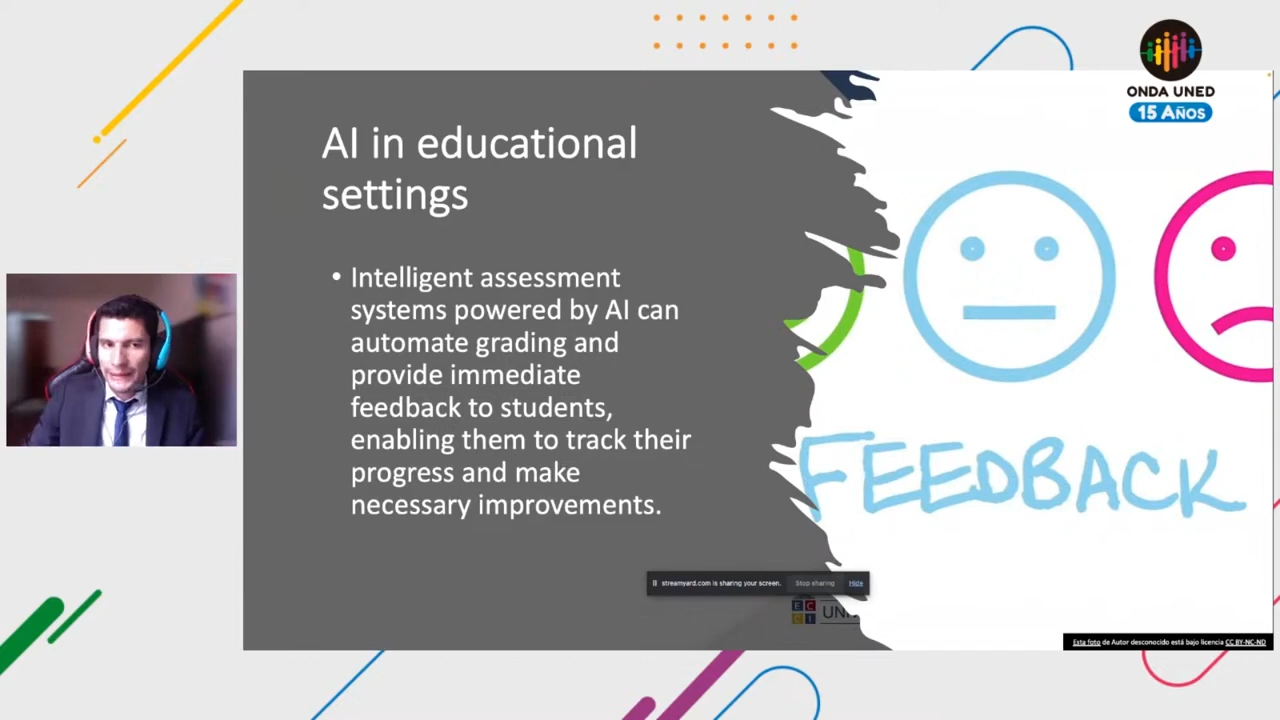 ONDA UNED
15 AÑOS
AI in educational
settings
• Intelligent assessment
systems powered by AI can
automate grading and
provide immediate
feedback to students,
enabling them to track their
progress and make
necessary improvements.
FEEDBACK
streamyard.com is sharing your screen. Stop sharing Hide
E C
C I
UNI
Esta foto de Autor desconocido está bajo licencia CC BY-NC-ND